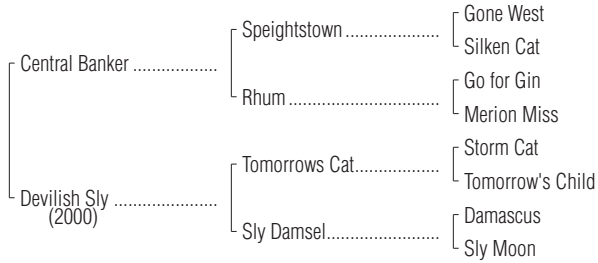 Gone West
Speightstown ....................
Silken Cat
Central Banker ..................
Go for Gin
Rhum ................................
Merion Miss
Storm Cat
Tomorrows Cat..................
Tomorrow's Child
Devilish Sly ......................
(2000)
Damascus
Sly Damsel........................
Sly Moon